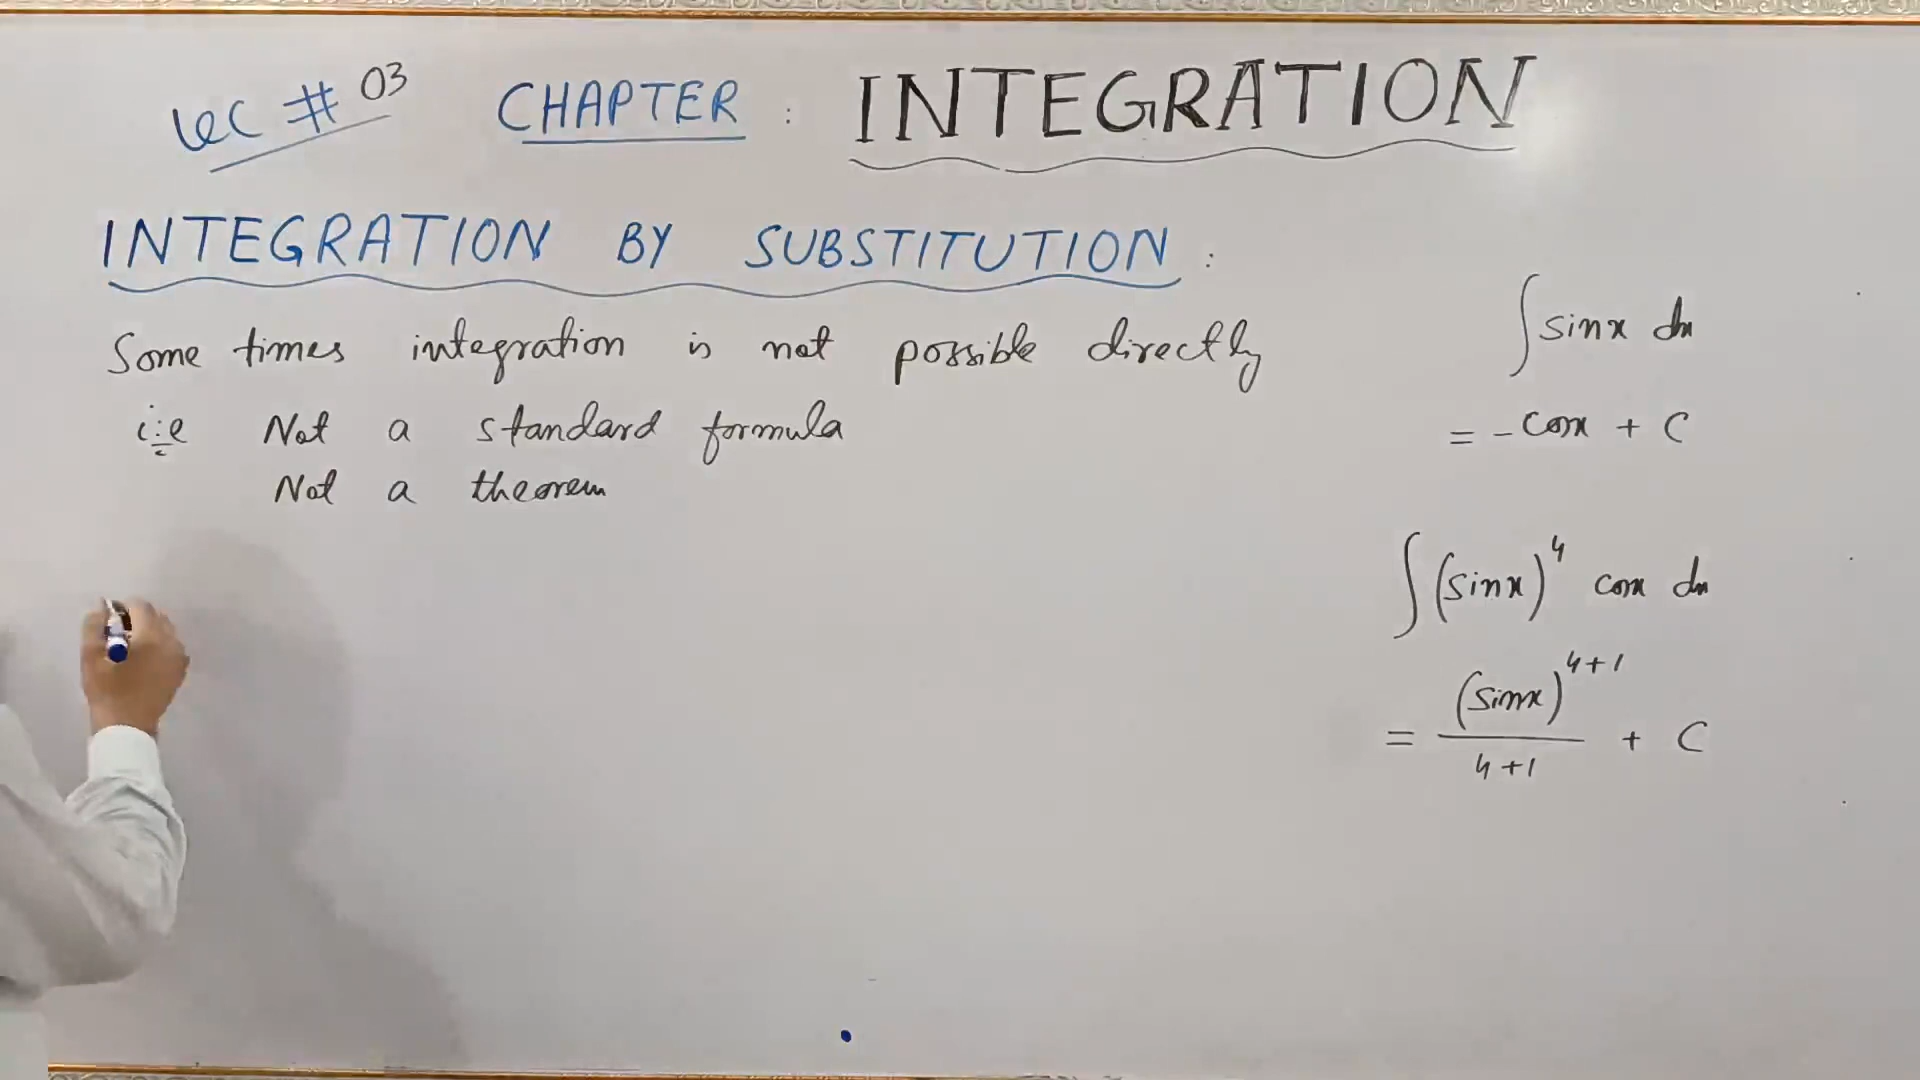 Lec # 03 CHAPTER : INTEGRATION
INTEGRATION BY SUBSTITUTION :
Some times integration is not possible directly
i.e Not a standard formula
Not a theorem
∫ sinx dx
= -cosx + C
∫ (sinx)^4 cosx dx
= (sinx)^{4+1} / 4+1 + C